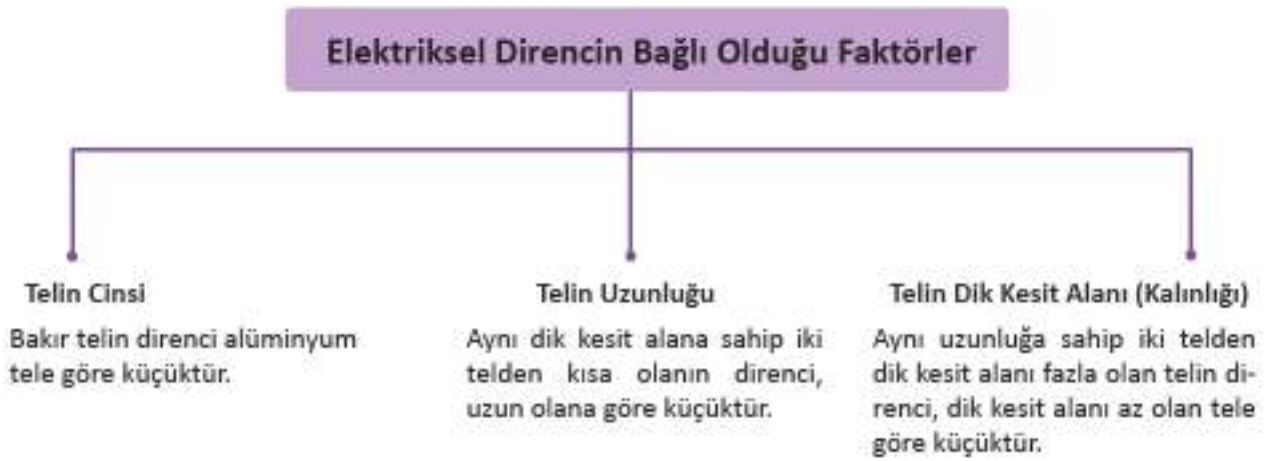 Elektriksel Direncin Bağlı Olduğu Faktörler
Telin Cinsi
Bakır telin direnci alüminyum
tele göre küçüktür.
Telin Uzunluğu
Aynı dik kesit alana sahip iki
telden kısa olanın direnci,
uzun olana göre küçüktür.
Telin Dik Kesit Alanı (Kalınlığı)
Aynı uzunluğa sahip iki telden
dik kesit alanı fazla olan telin di-
renci, dik kesit alanı az olan tele
göre küçüktür.